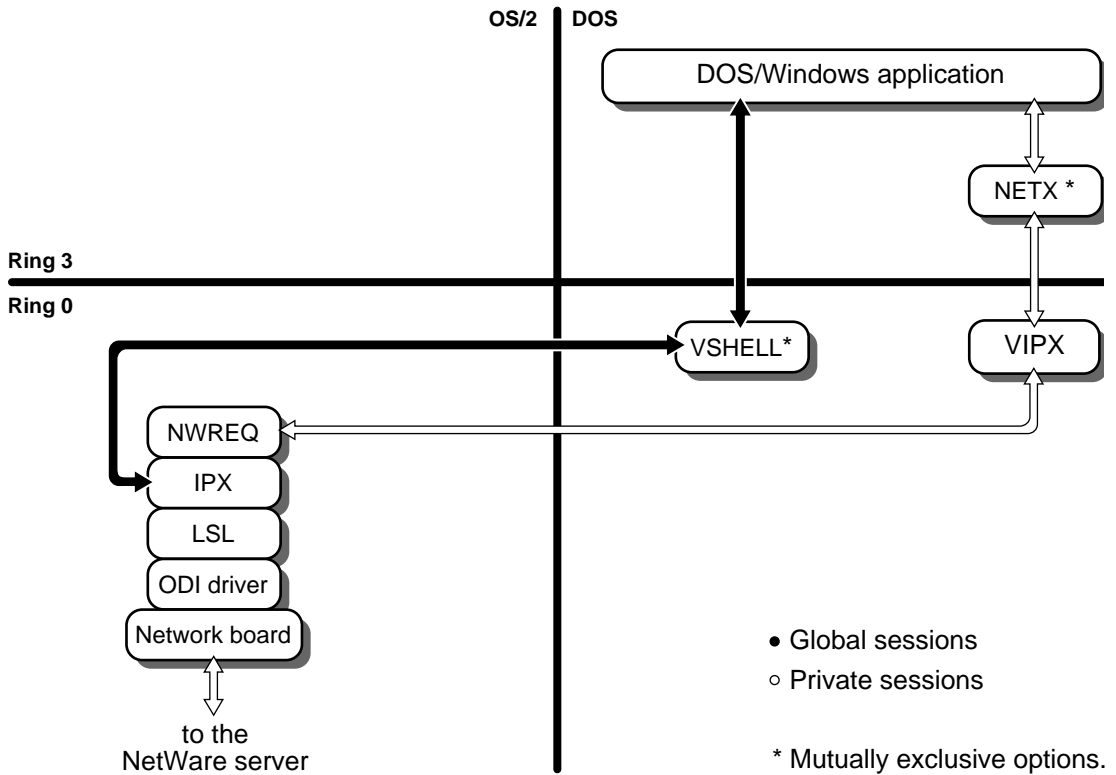 OS/2 DOS
DOS/Windows application
NETX *
Ring 3
Ring 0
VSHELL*
VIPX
NWREQ
IPX
LSL
ODI driver
Network board
to the
NetWare server
• Global sessions
○ Private sessions
* Mutually exclusive options.